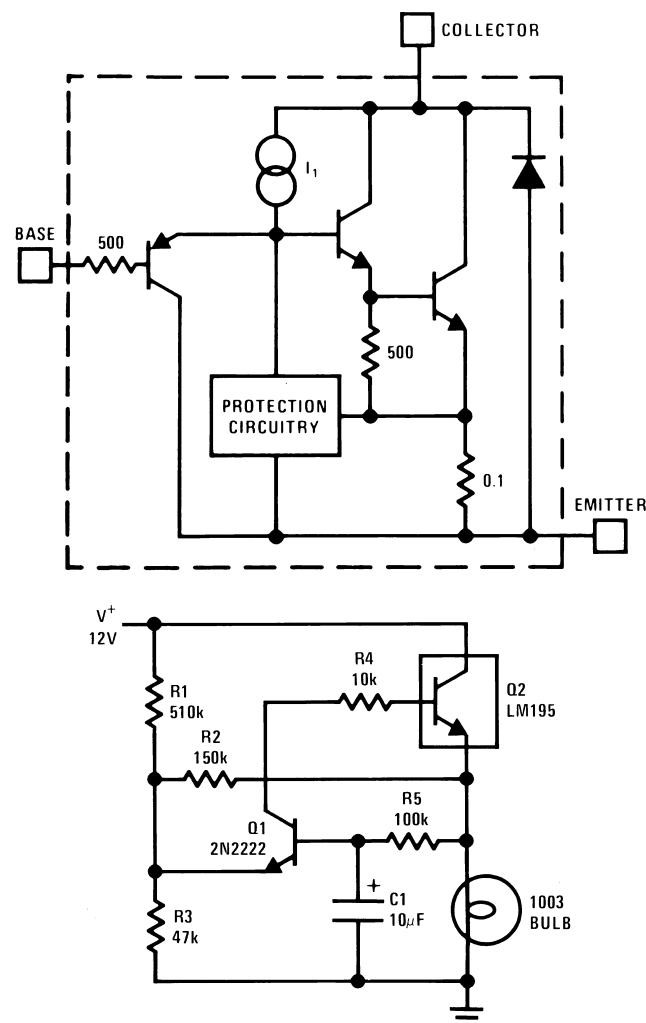 COLLECTOR
I₁
BASE
500
500
PROTECTION
CIRCUITRY
0.1
EMITTER
V⁺
12V
R4
10k
Q2
LM195
R1
510k
R2
150k
R5
100k
Q1
2N2222
+
C1
10μF
1003
BULB
R3
47k